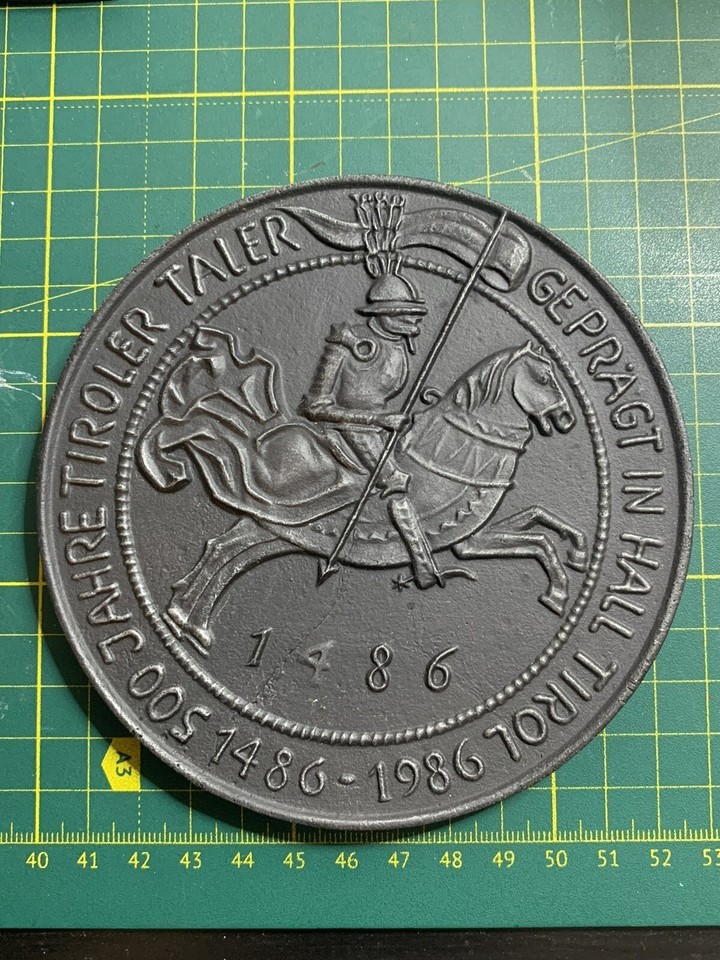 500 JAHRE TIROLER TALER GEPRÄGT IN HALL TIROL
1486 · 1986
1486
A3
40 41 42 43 44 45 46 47 48 49 50 51 52 53